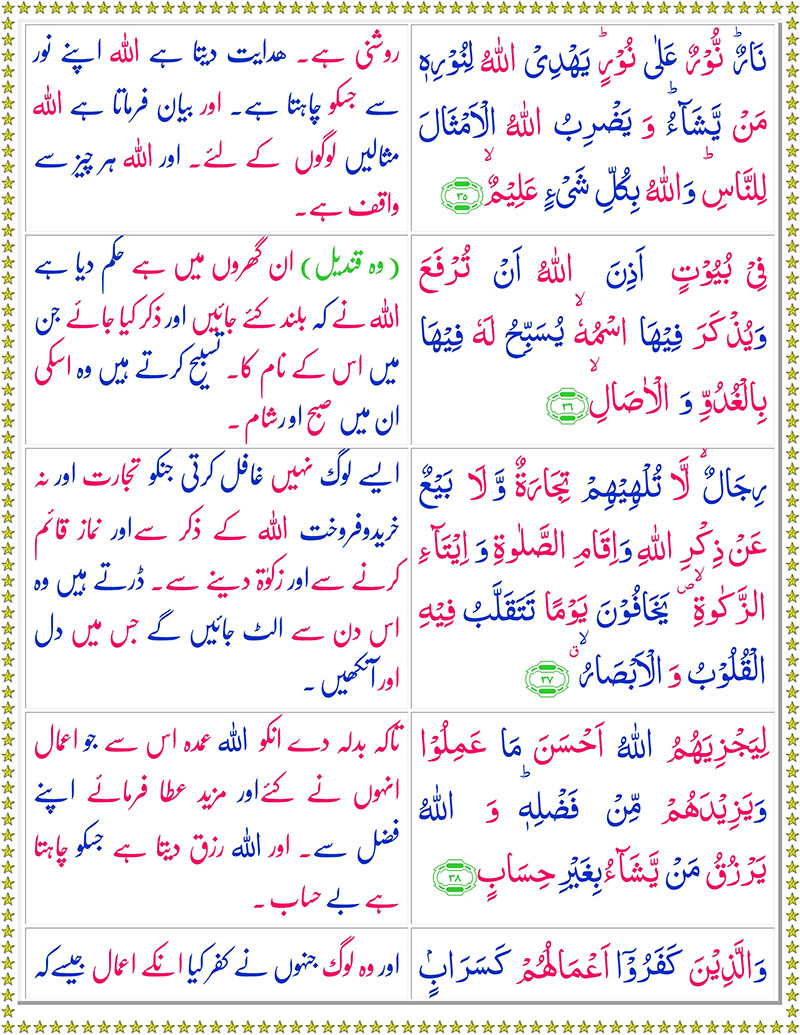 نَارٌ ؕ نُّوۡرٌ عَلٰى نُوۡرٍ ؕ يَهۡدِى اللّٰهُ لِنُوۡرِهٖ
مَنۡ يَّشَآءُ ؕ وَ يَضۡرِبُ اللّٰهُ الۡاَمۡثَالَ
لِلنَّاسِ ؕ وَاللّٰهُ بِكُلِّ شَىۡءٍ عَلِيۡمٌ ۙ ﴿۳۵﴾
روشنی ہے۔ ھدایت دیتا ہے اللہ اپنے نور
سے جسکو چاہتا ہے۔ اور بیان فرماتا ہے اللہ
مثالیں لوگوں کے لئے۔ اور اللہ ہر چیز سے
واقف ہے۔
فِىۡ بُيُوۡتٍ اَذِنَ اللّٰهُ اَنۡ تُرۡفَعَ
وَيُذۡكَرَ فِيۡهَا اسۡمُهٗ ۙ يُسَبِّحُ لَهٗ فِيۡهَا
بِالۡغُدُوِّ وَ الۡاٰصَالِ ۙ ﴿۳۶﴾
(وہ قندیل) ان گھروں میں ہے حکم دیا ہے
اللہ نے کہ بلند کئے جائیں اور ذکر کیا جائے جن
میں اس کے نام کا۔ تسبیح کرتے ہیں وہ اسکی
ان میں صبح اور شام ۔
رِجَالٌ ۙ لَّا تُلۡهِيۡهِمۡ تِجَارَةٌ وَّلَا بَيۡعٌ
عَنۡ ذِكۡرِ اللّٰهِ وَاِقَامِ الصَّلٰوةِ وَ اِيۡتَآءِ
الزَّكٰوةِ ۙ ص يَخَافُوۡنَ يَوۡمًا تَتَقَلَّبُ فِيۡهِ
الۡقُلُوۡبُ وَ الۡاَبۡصَارُ ۙ ق ﴿۳۷﴾
ایسے لوگ نہیں غافل کرتی جنکو تجارت اور نہ
خریدوفروخت اللہ کے ذکر سے اور نماز قائم
کرنے سے اور زکوٰۃ دینے سے۔ ڈرتے ہیں وہ
اس دن سے الٹ جائیں گے جس میں دل
اور آنکھیں ۔
لِيَجۡزِيَهُمُ اللّٰهُ اَحۡسَنَ مَا عَمِلُوۡا
وَيَزِيۡدَهُمۡ مِّنۡ فَضۡلِهٖ ؕ وَ اللّٰهُ
يَرۡزُقُ مَنۡ يَّشَآءُ بِغَيۡرِ حِسَابٍ ﴿۳۸﴾
تاکہ بدلہ دے انکو اللہ عمدہ اس سے جو اعمال
انہوں نے کئے اور مزید عطا فرمائے اپنے
فضل سے۔ اور اللہ رزق دیتا ہے جسکو چاہتا
ہے بے حساب ۔
وَالَّذِيۡنَ كَفَرُوۡۤا اَعۡمَالُهُمۡ كَسَرَابٍۢ
اور وہ لوگ جنہوں نے کفر کیا انکے اعمال جیسے کہ